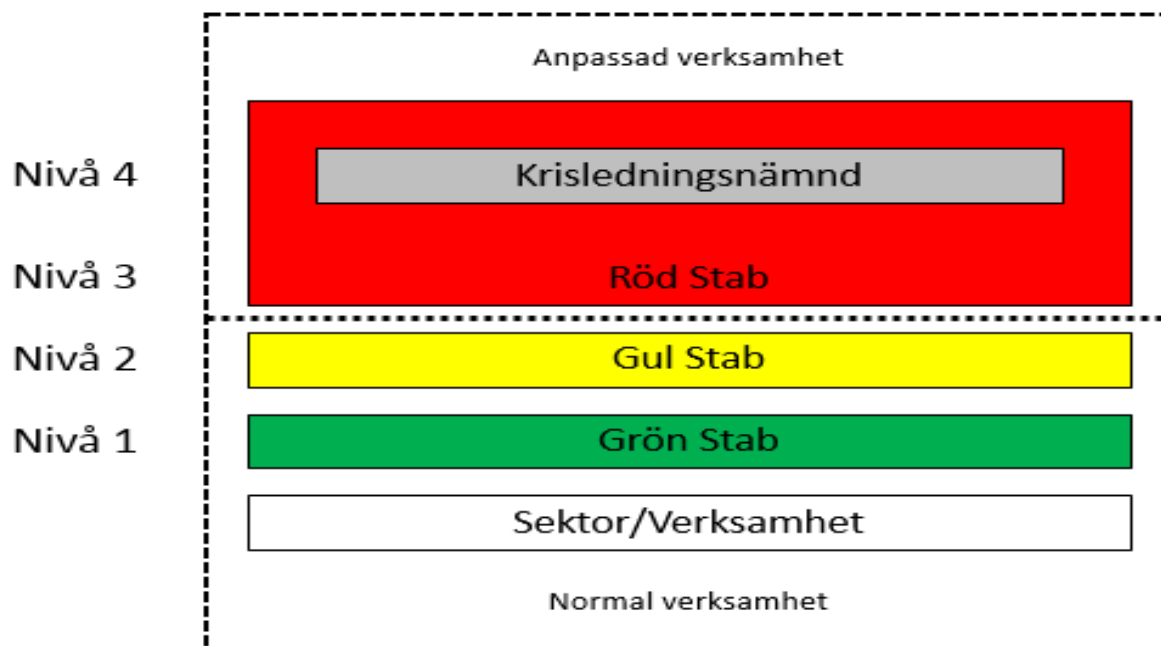 Anpassad verksamhet
Nivå 4 Krisledningsnämnd
Nivå 3 Röd Stab
Nivå 2 Gul Stab
Nivå 1 Grön Stab
Sektor/Verksamhet
Normal verksamhet